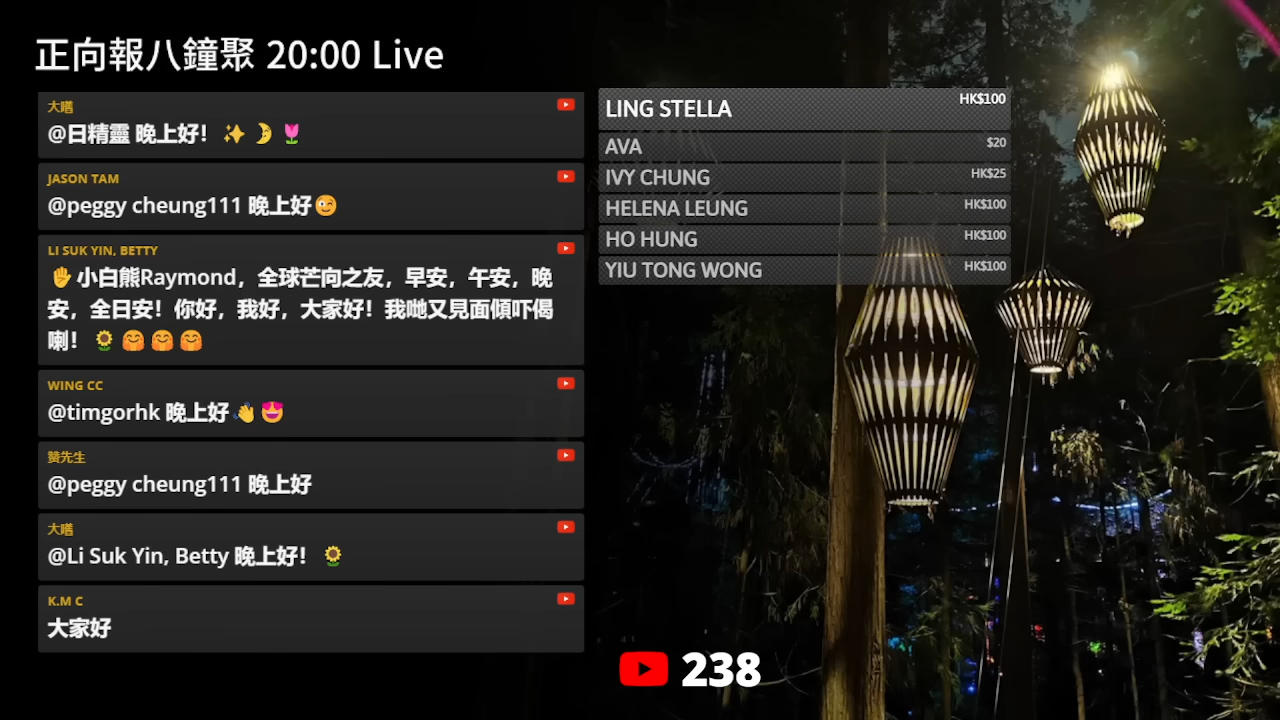 正向報八鐘聚 20:00 Live
大嶍
@日精靈 晚上好！ ✨ 🌛 🌷
JASON TAM
@peggy cheung111 晚上好😉
LI SUK YIN, BETTY
✋小白熊Raymond，全球芒向之友，早安，午安，晚
安，全日安！你好，我好，大家好！我哋又見面傾吓偈
喇！ 🌻 🤗 🤗 🤗
WING CC
@timgorhk 晚上好👋😍
贊先生
@peggy cheung111 晚上好
大嶍
@Li Suk Yin, Betty 晚上好！ 🌻
K.M C
大家好
LING STELLA HK$100
AVA $20
IVY CHUNG HK$25
HELENA LEUNG HK$100
HO HUNG HK$100
YIU TONG WONG HK$100
238